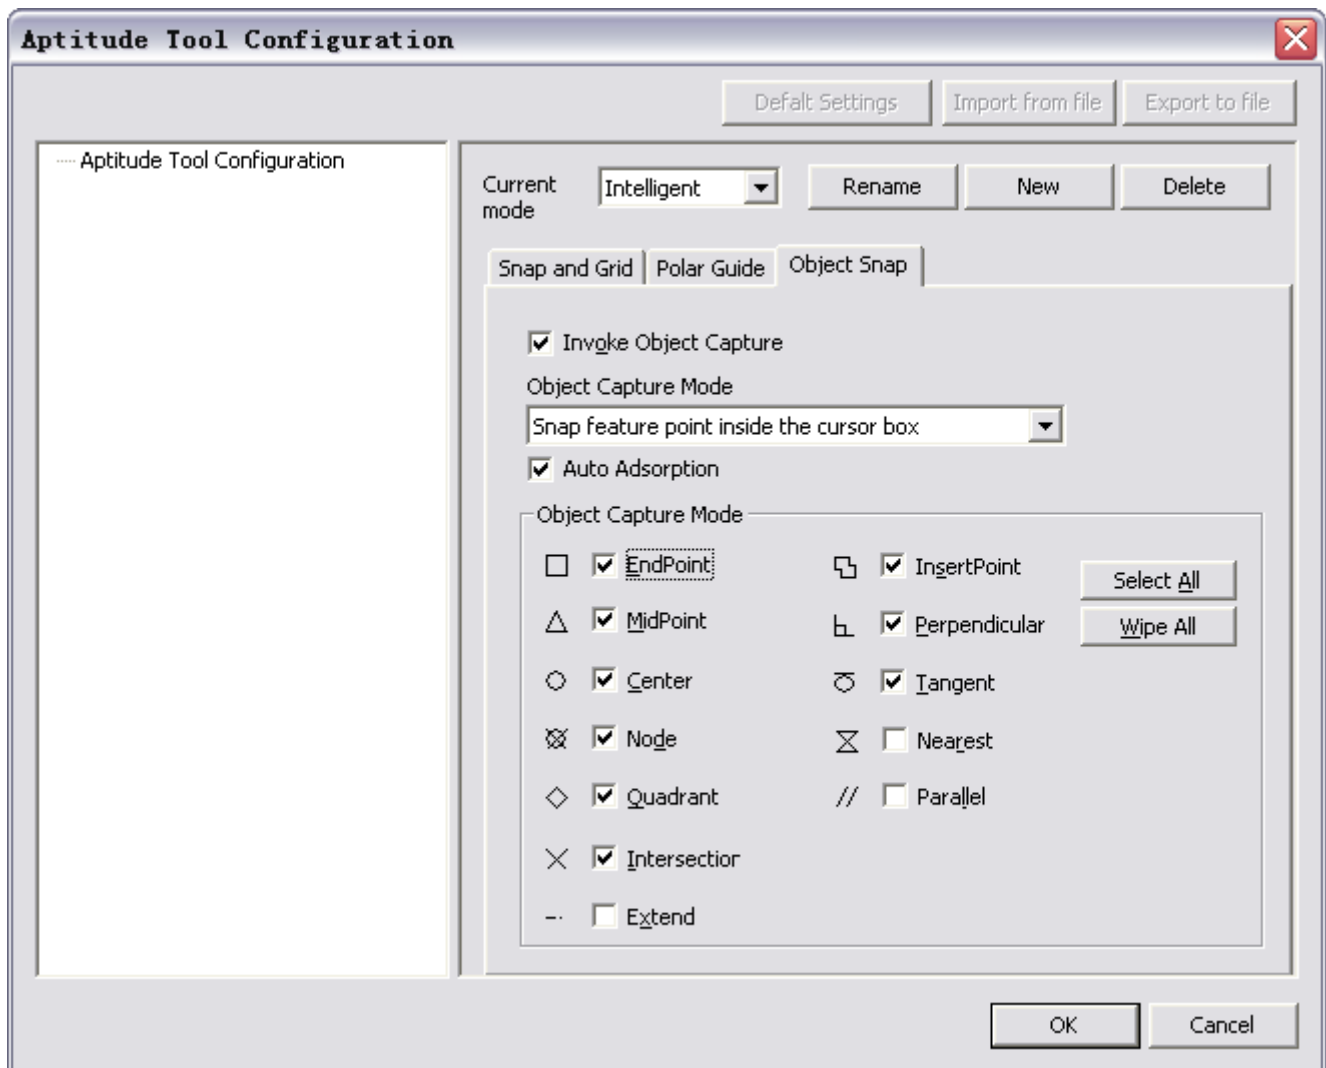 Aptitude Tool Configuration
Defalt Settings
Import from file
Export to file
Aptitude Tool Configuration
Current
mode
Intelligent
Rename
New
Delete
Snap and Grid
Polar Guide
Object Snap
Invoke Object Capture
Object Capture Mode
Snap feature point inside the cursor box
Auto Adsorption
Object Capture Mode
EndPoint
InsertPoint
Select All
MidPoint
Perpendicular
Wipe All
Center
Tangent
Node
Nearest
Quadrant
Parallel
Intersection
Extend
OK
Cancel